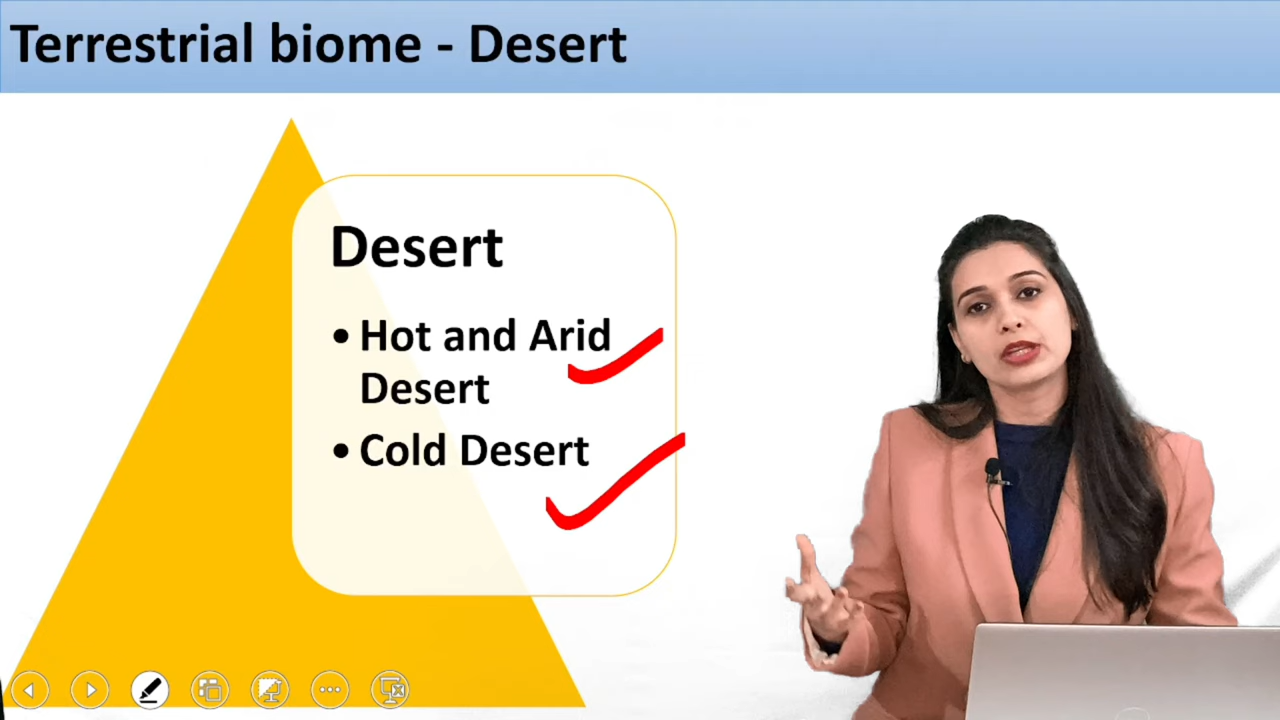 Terrestrial biome - Desert
Desert
• Hot and Arid
Desert
• Cold Desert